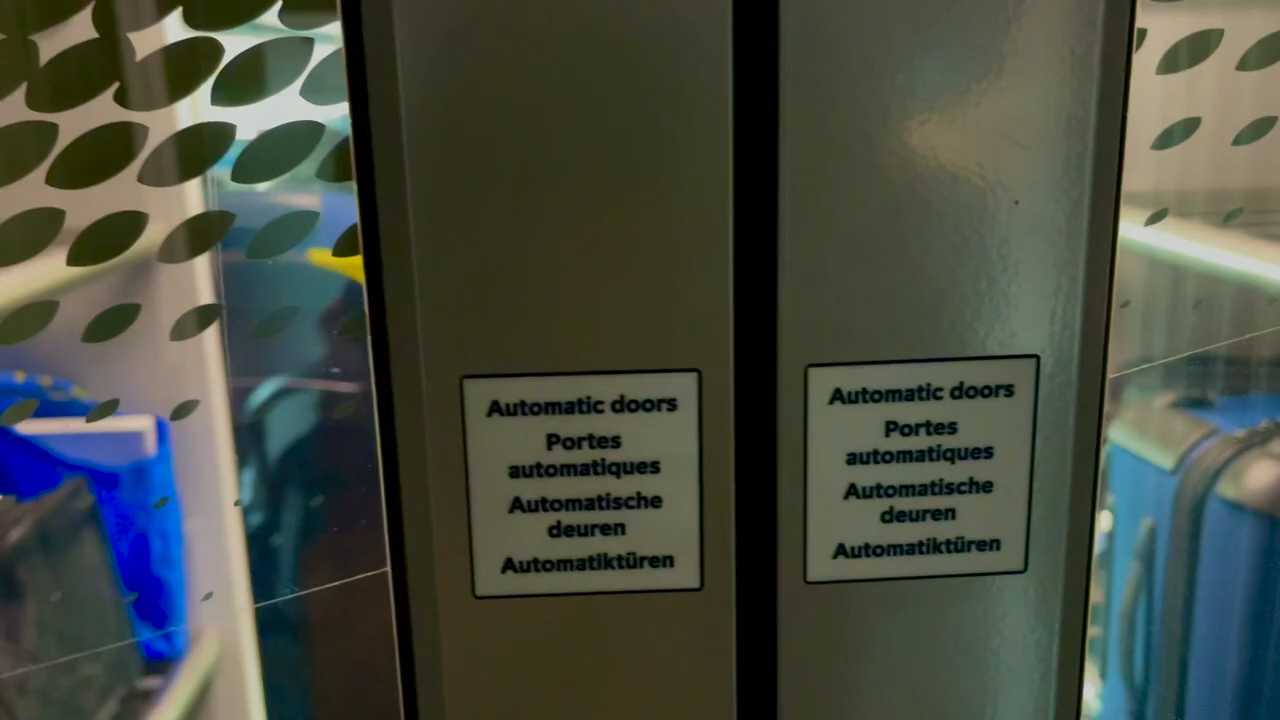 Automatic doors
Portes
automatiques
Automatische
deuren
Automatiktüren
Automatic doors
Portes
automatiques
Automatische
deuren
Automatiktüren